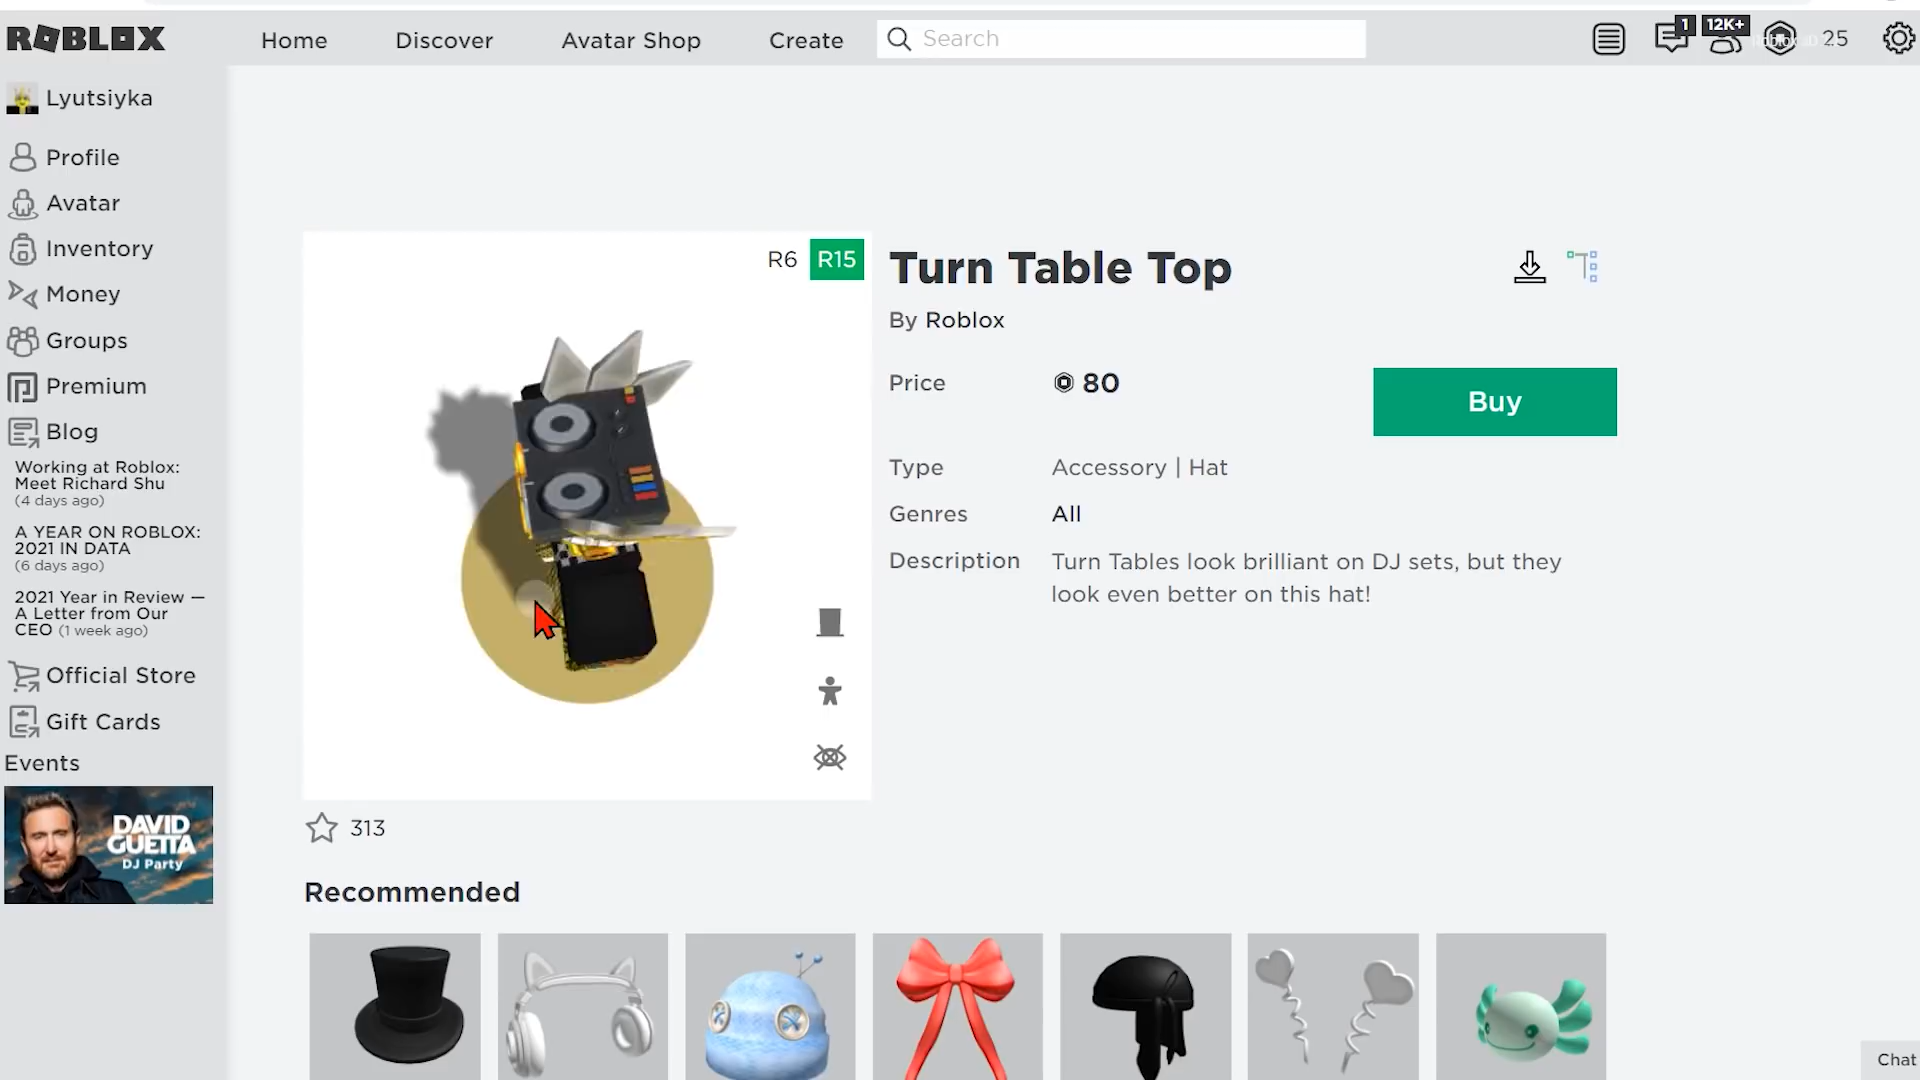 ROBLOX
Home
Discover
Avatar Shop
Create
Search
1
12K+
25
Lyutsiyka
Profile
Avatar
Inventory
Money
Groups
Premium
Blog
Working at Roblox:
Meet Richard Shu
(4 days ago)
A YEAR ON ROBLOX:
2021 IN DATA
(6 days ago)
2021 Year in Review —
A Letter from Our
CEO (1 week ago)
Official Store
Gift Cards
Events
DAVID
GUETTA
DJ Party
R6 R15
Turn Table Top
By Roblox
Price 80
Buy
Type Accessory | Hat
Genres All
Description Turn Tables look brilliant on DJ sets, but they
look even better on this hat!
313
Recommended
Chat